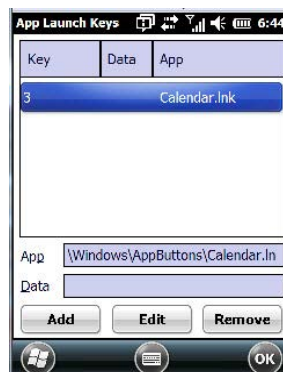 App Launch Keys 6:44
Key Data App
3 Calendar.lnk
App \Windows\AppButtons\Calendar.ln
Data
Add Edit Remove
OK